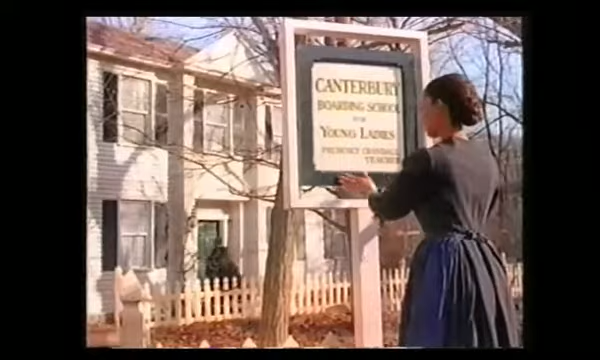 CANTERBURY
BOARDING SCHOOL
FOR
YOUNG LADIES
PRUDENCE CRANDALL
TEACHER